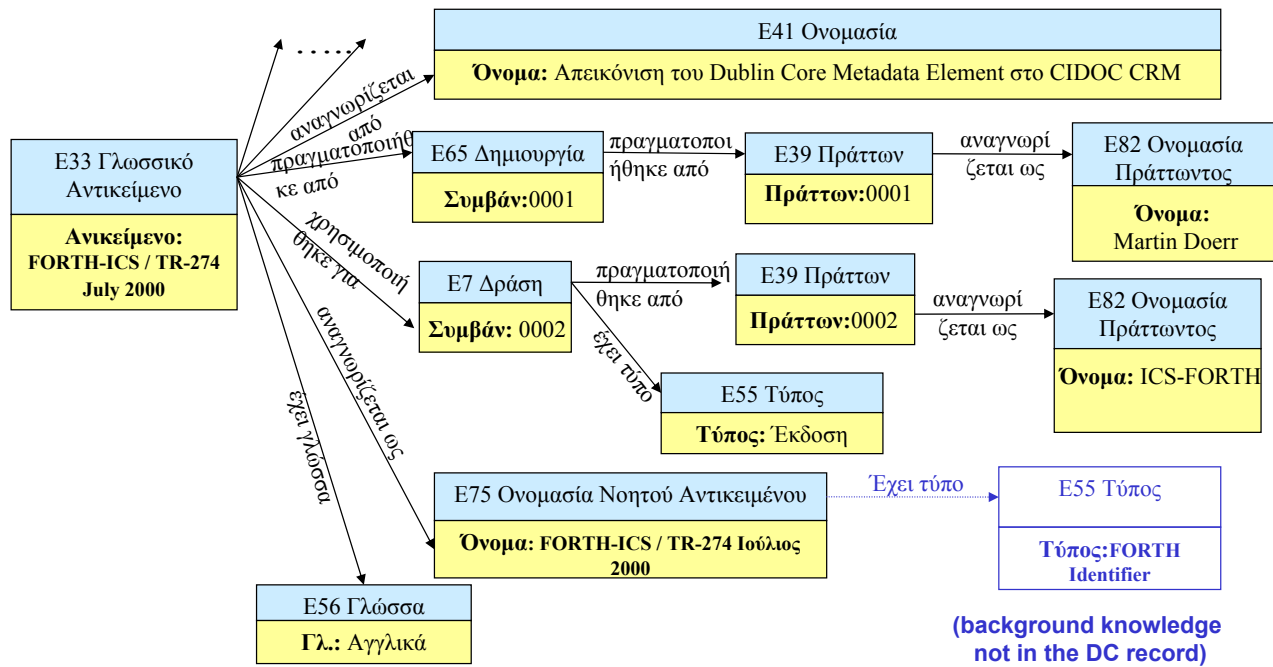 .....
E41 Ονομασία
Όνομα: Απεικόνιση του Dublin Core Metadata Element στο CIDOC CRM
αναγνωρίζεται
από
πραγματοποιήθ
κε από
E33 Γλωσσικό
Αντικείμενο
Ανικείμενο:
FORTH-ICS / TR-274
July 2000
E65 Δημιουργία
Συμβάν:0001
πραγματοποι
ήθηκε από
E39 Πράττων
Πράττων:0001
αναγνωρί
ζεται ως
E82 Ονομασία
Πράττοντος
Όνομα:
Martin Doerr
χρησιμοποιή
θηκε για
E7 Δράση
Συμβάν: 0002
πραγματοποιή
θηκε από
E39 Πράττων
Πράττων:0002
αναγνωρί
ζεται ως
E82 Ονομασία
Πράττοντος
Όνομα: ICS-FORTH
έχει τύπο
E55 Τύπος
Τύπος: Έκδοση
αναγνωρίζεται ως
E75 Ονομασία Νοητού Αντικειμένου
Όνομα: FORTH-ICS / TR-274 Ιούλιος
2000
Έχει τύπο
E55 Τύπος
Τύπος:FORTH
Identifier
(background knowledge
not in the DC record)
έχει γλώσσα
E56 Γλώσσα
Γλ.: Αγγλικά